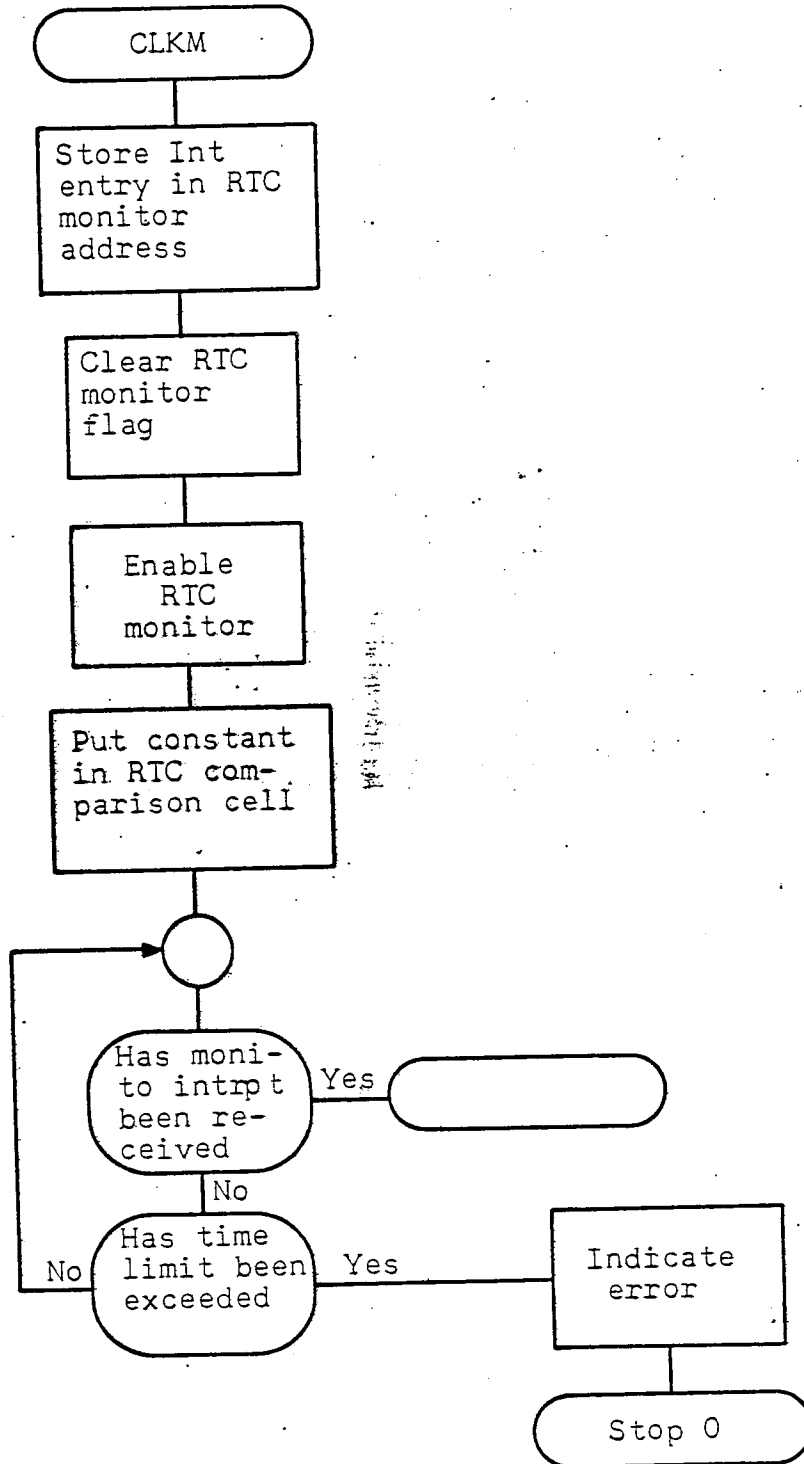 CLKM
Store Int
entry in RTC
monitor
address
Clear RTC
monitor
flag
Enable
RTC
monitor
Put constant
in RTC com-
parison cell
Has moni-
to intrpt
been re-
ceived
Yes
No
Has time
limit been
exceeded
No
Yes
Indicate
error
Stop 0